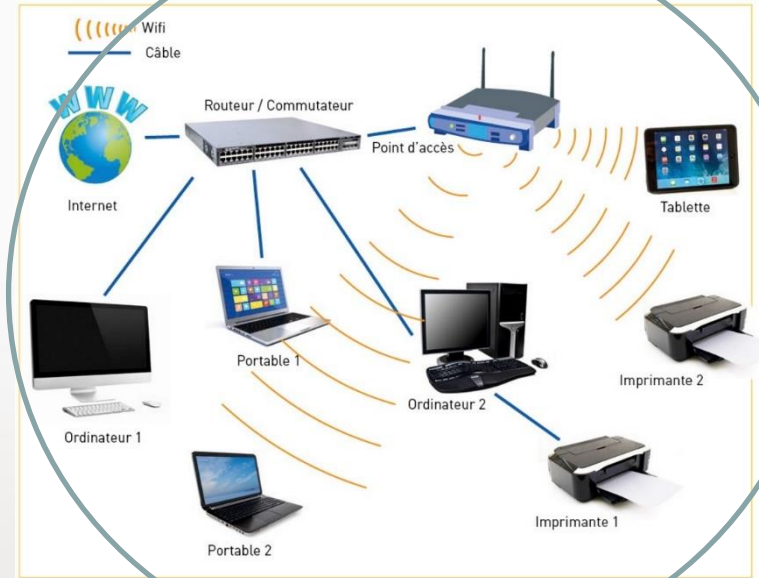 Wifi
Câble
WWW
Routeur / Commutateur
Point d'accès
Internet
Tablette
Portable 1
Ordinateur 2
Imprimante 2
Ordinateur 1
Imprimante 1
Portable 2